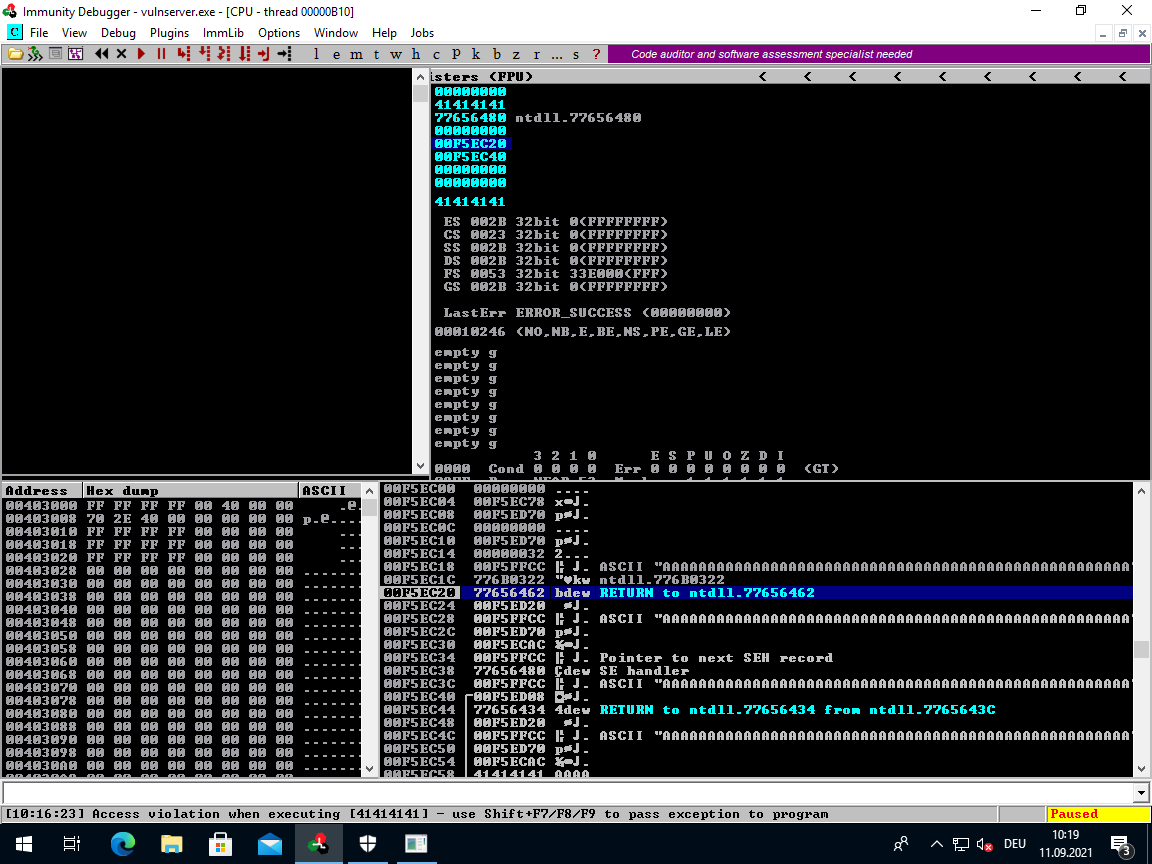 Immunity Debugger - vulnserver.exe - [CPU - thread 00000B10]
C File View Debug Plugins ImmLib Options Window Help Jobs
l e m t w h c P k b z r ... s ? Code auditor and software assessment specialist needed
isters (FPU) < < < < < < < < <
00000000
41414141
77656480 ntdll.77656480
00000000
00F5EC20
00F5EC40
00000000
00000000
41414141
ES 002B 32bit 0(FFFFFFFF)
CS 0023 32bit 0(FFFFFFFF)
SS 002B 32bit 0(FFFFFFFF)
DS 002B 32bit 0(FFFFFFFF)
FS 0053 32bit 33E000(FFF)
GS 002B 32bit 0(FFFFFFFF)
LastErr ERROR_SUCCESS (00000000)
00010246 (NO,NB,E,BE,NS,PE,GE,LE)
empty g
empty g
empty g
empty g
empty g
empty g
empty g
empty g
3 2 1 0 E S P U O Z D I
0000 Cond 0 0 0 0 Err 0 0 0 0 0 0 0 0 (GT)
Address Hex dump ASCII
00403000 FF FF FF FF 00 40 00 00 .@.
00403008 70 2E 40 00 00 00 00 00 p.@.....
00403010 FF FF FF FF 00 00 00 00 ...
00403018 FF FF FF FF 00 00 00 00 ...
00403020 FF FF FF FF 00 00 00 00 ...
00403028 00 00 00 00 00 00 00 00 .......
00403030 00 00 00 00 00 00 00 00 .......
00403038 00 00 00 00 00 00 00 00 .......
00403040 00 00 00 00 00 00 00 00 .......
00403048 00 00 00 00 00 00 00 00 .......
00403050 00 00 00 00 00 00 00 00 .......
00403058 00 00 00 00 00 00 00 00 .......
00403060 00 00 00 00 00 00 00 00 .......
00403068 00 00 00 00 00 00 00 00 .......
00403070 00 00 00 00 00 00 00 00 .......
00403078 00 00 00 00 00 00 00 00 .......
00403080 00 00 00 00 00 00 00 00 .......
00403088 00 00 00 00 00 00 00 00 .......
00403090 00 00 00 00 00 00 00 00 .......
00403098 00 00 00 00 00 00 00 00 .......
004030A0 00 00 00 00 00 00 00 00 .......
004030A8 00 00 00 00 00 00 00 00
00F5EC00 00000000 ....
00F5EC04 00F5EC78
00F5EC08 00F5ED70
00F5EC0C 00000000 ....
00F5EC10 00F5ED70
00F5EC14 00000032 2...
00F5EC18 00F5FFCC ASCII "AAAAAAAAAAAAAAAAAAAAAAAAAAAAAAAAAAAAAAAAAAAAAAAAAAAA
00F5EC1C 776B0322 "♥kw ntdll.776B0322
00F5EC20 77656462 bdew RETURN to ntdll.77656462
00F5EC24 00F5ED20
00F5EC28 00F5FFCC ASCII "AAAAAAAAAAAAAAAAAAAAAAAAAAAAAAAAAAAAAAAAAAAAAAAAAAAA
00F5EC2C 00F5ED70
00F5EC30 00F5ECAC
00F5EC34 00F5FFCC Pointer to next SEH record
00F5EC38 77656480 Çdew SE handler
00F5EC3C 00F5FFCC ASCII "AAAAAAAAAAAAAAAAAAAAAAAAAAAAAAAAAAAAAAAAAAAAAAAAAAAA
00F5EC40 00F5ED08
00F5EC44 77656434 4dew RETURN to ntdll.77656434 from ntdll.7765643C
00F5EC48 00F5ED20
00F5EC4C 00F5FFCC ASCII "AAAAAAAAAAAAAAAAAAAAAAAAAAAAAAAAAAAAAAAAAAAAAAAAAAAA
00F5EC50 00F5ED70
00F5EC54 00F5ECAC
00F5EC58 41414141 AAAA
[10:16:23] Access violation when executing [41414141] - use Shift+F7/F8/F9 to pass exception to program Paused
DEU
10:19
11.09.2021
3